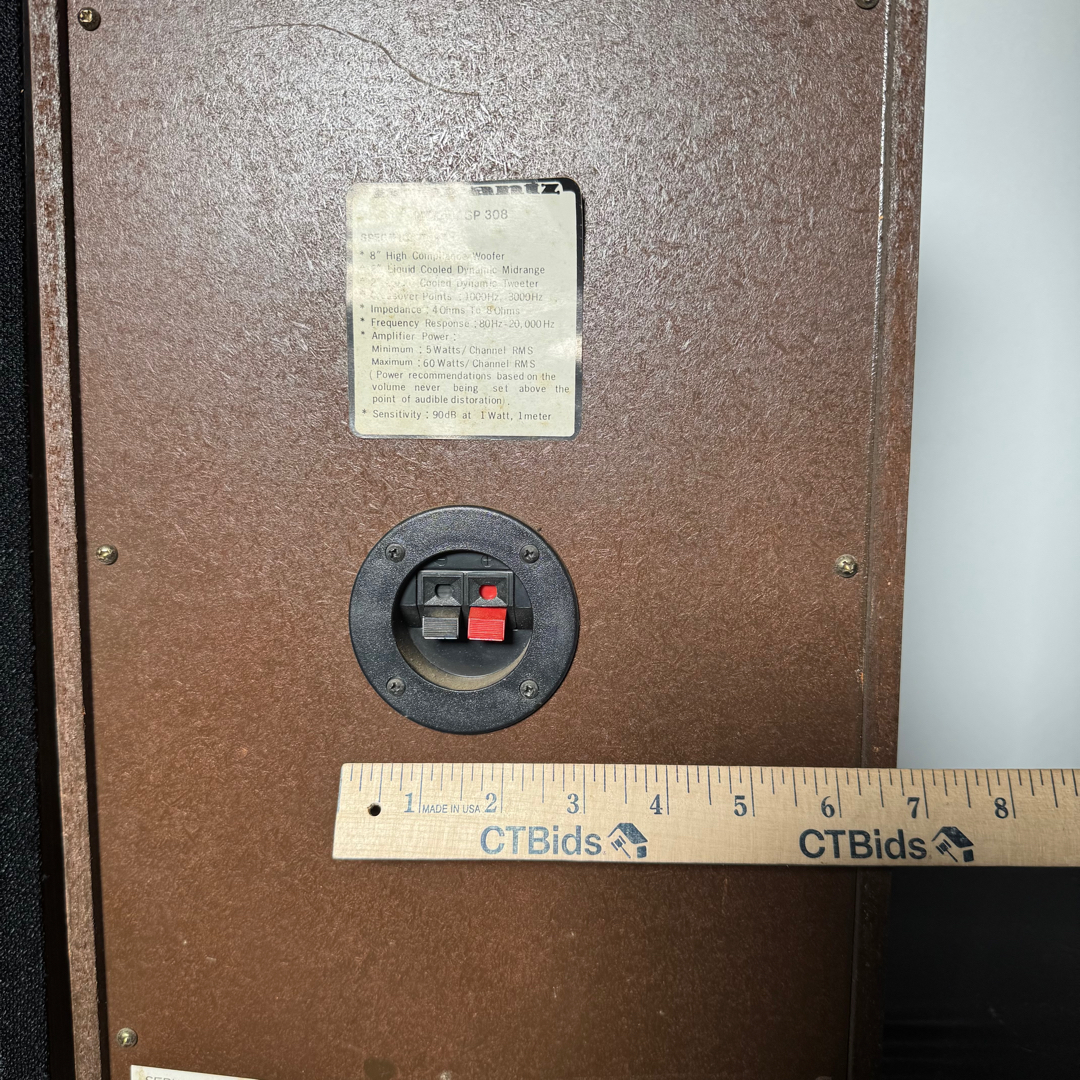 SP 308
* 8" High Compliance Woofer
Liquid Cooled Dynamic Midrange
Cooled Dynamic Tweeter
Crossover Points : 1000Hz, 3000Hz
* Impedance : 4 Ohms To 8 Ohms
* Frequency Response : 80Hz-20,000Hz
* Amplifier Power :
Minimum : 5 Watts/Channel RMS
Maximum : 60 Watts/Channel RMS
(Power recommendations based on the
volume never being set above the
point of audible distoration).
* Sensitivity : 90dB at 1 Watt, 1 meter
- +
1 MADE IN USA 2 3 4 5 6 7 8
CTBids CTBids